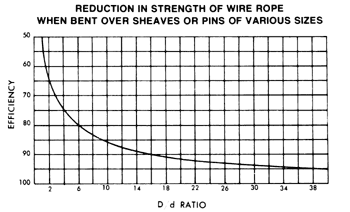 REDUCTION IN STRENGTH OF WIRE ROPE
WHEN BENT OVER SHEAVES OR PINS OF VARIOUS SIZES
EFFICIENCY
50
60
70
80
90
100
2 6 10 14 18 22 26 30 34 38
D d RATIO